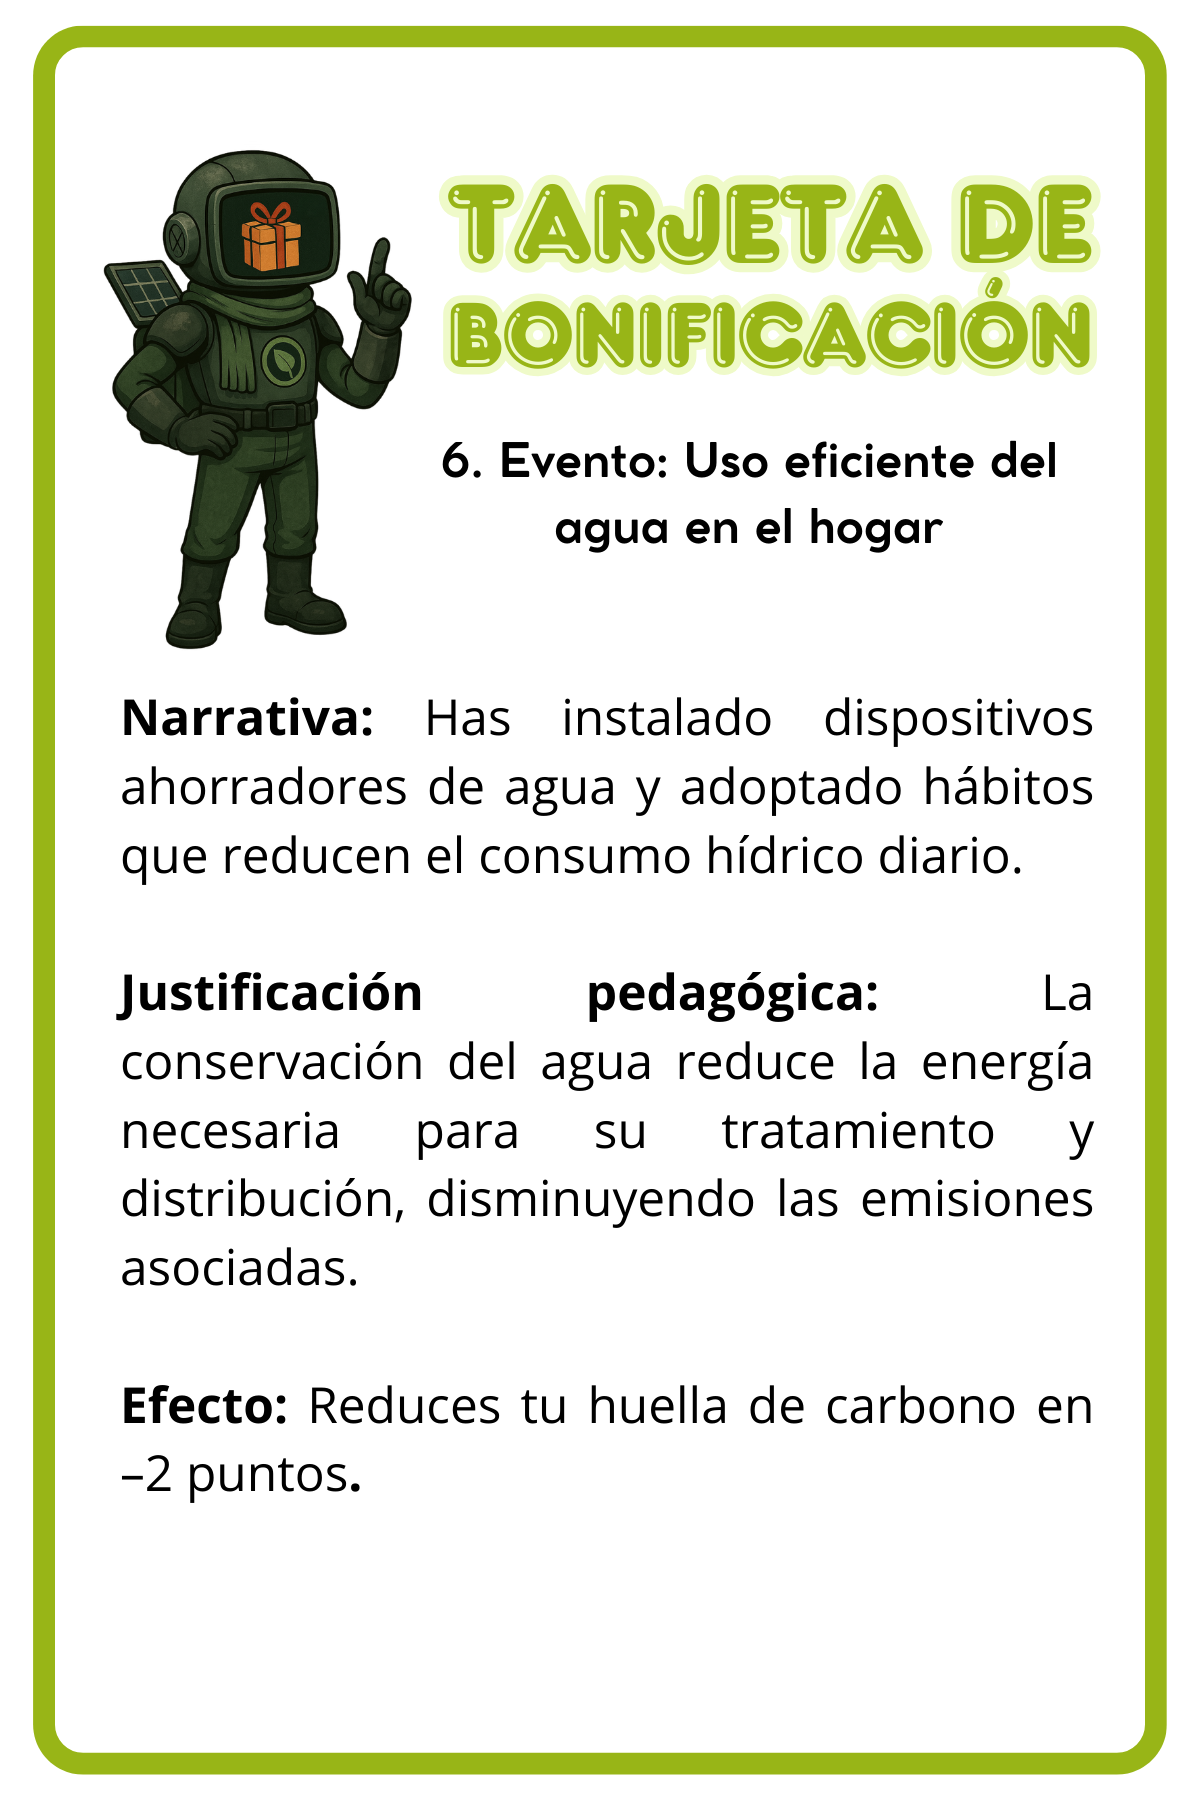 TARJETA DE
BONIFICACIÓN
6. Evento: Uso eficiente del
agua en el hogar
Narrativa: Has instalado dispositivos
ahorradores de agua y adoptado hábitos
que reducen el consumo hídrico diario.
Justificación pedagógica: La
conservación del agua reduce la energía
necesaria para su tratamiento y
distribución, disminuyendo las emisiones
asociadas.
Efecto: Reduces tu huella de carbono en
–2 puntos.